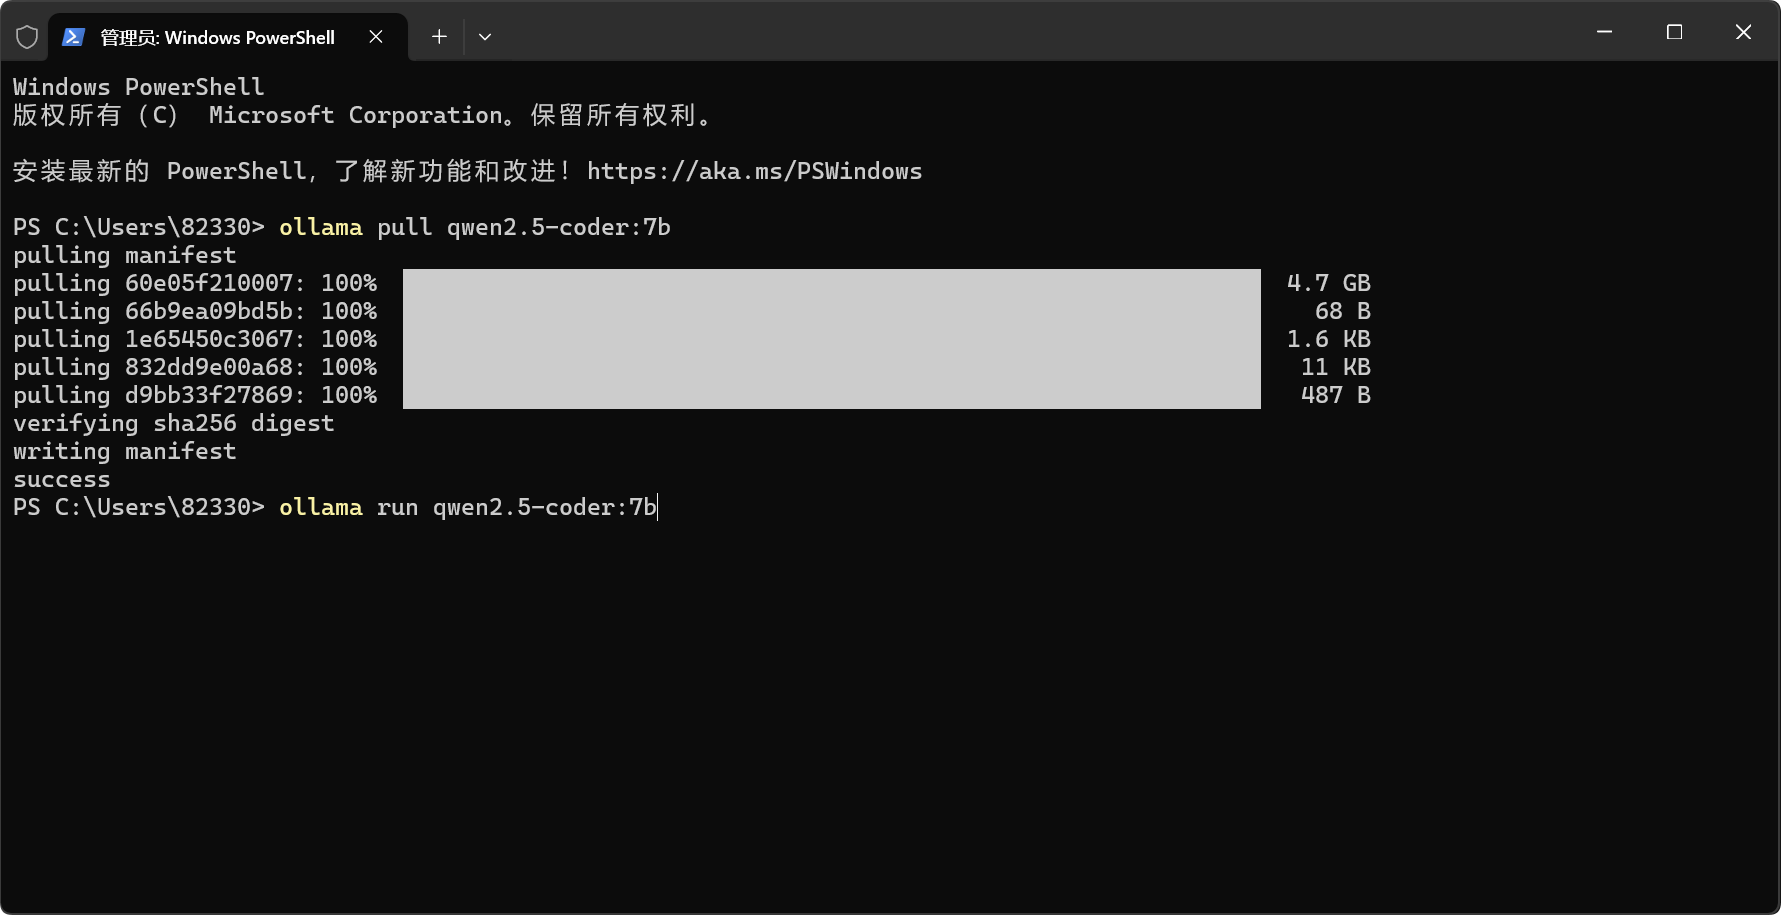 管理员: Windows PowerShell
Windows PowerShell
版权所有（C） Microsoft Corporation。保留所有权利。
安装最新的 PowerShell，了解新功能和改进！https://aka.ms/PSWindows
PS C:\Users\82330> ollama pull qwen2.5-coder:7b
pulling manifest
pulling 60e05f210007: 100% 4.7 GB
pulling 66b9ea09bd5b: 100% 68 B
pulling 1e65450c3067: 100% 1.6 KB
pulling 832dd9e00a68: 100% 11 KB
pulling d9bb33f27869: 100% 487 B
verifying sha256 digest
writing manifest
success
PS C:\Users\82330> ollama run qwen2.5-coder:7b